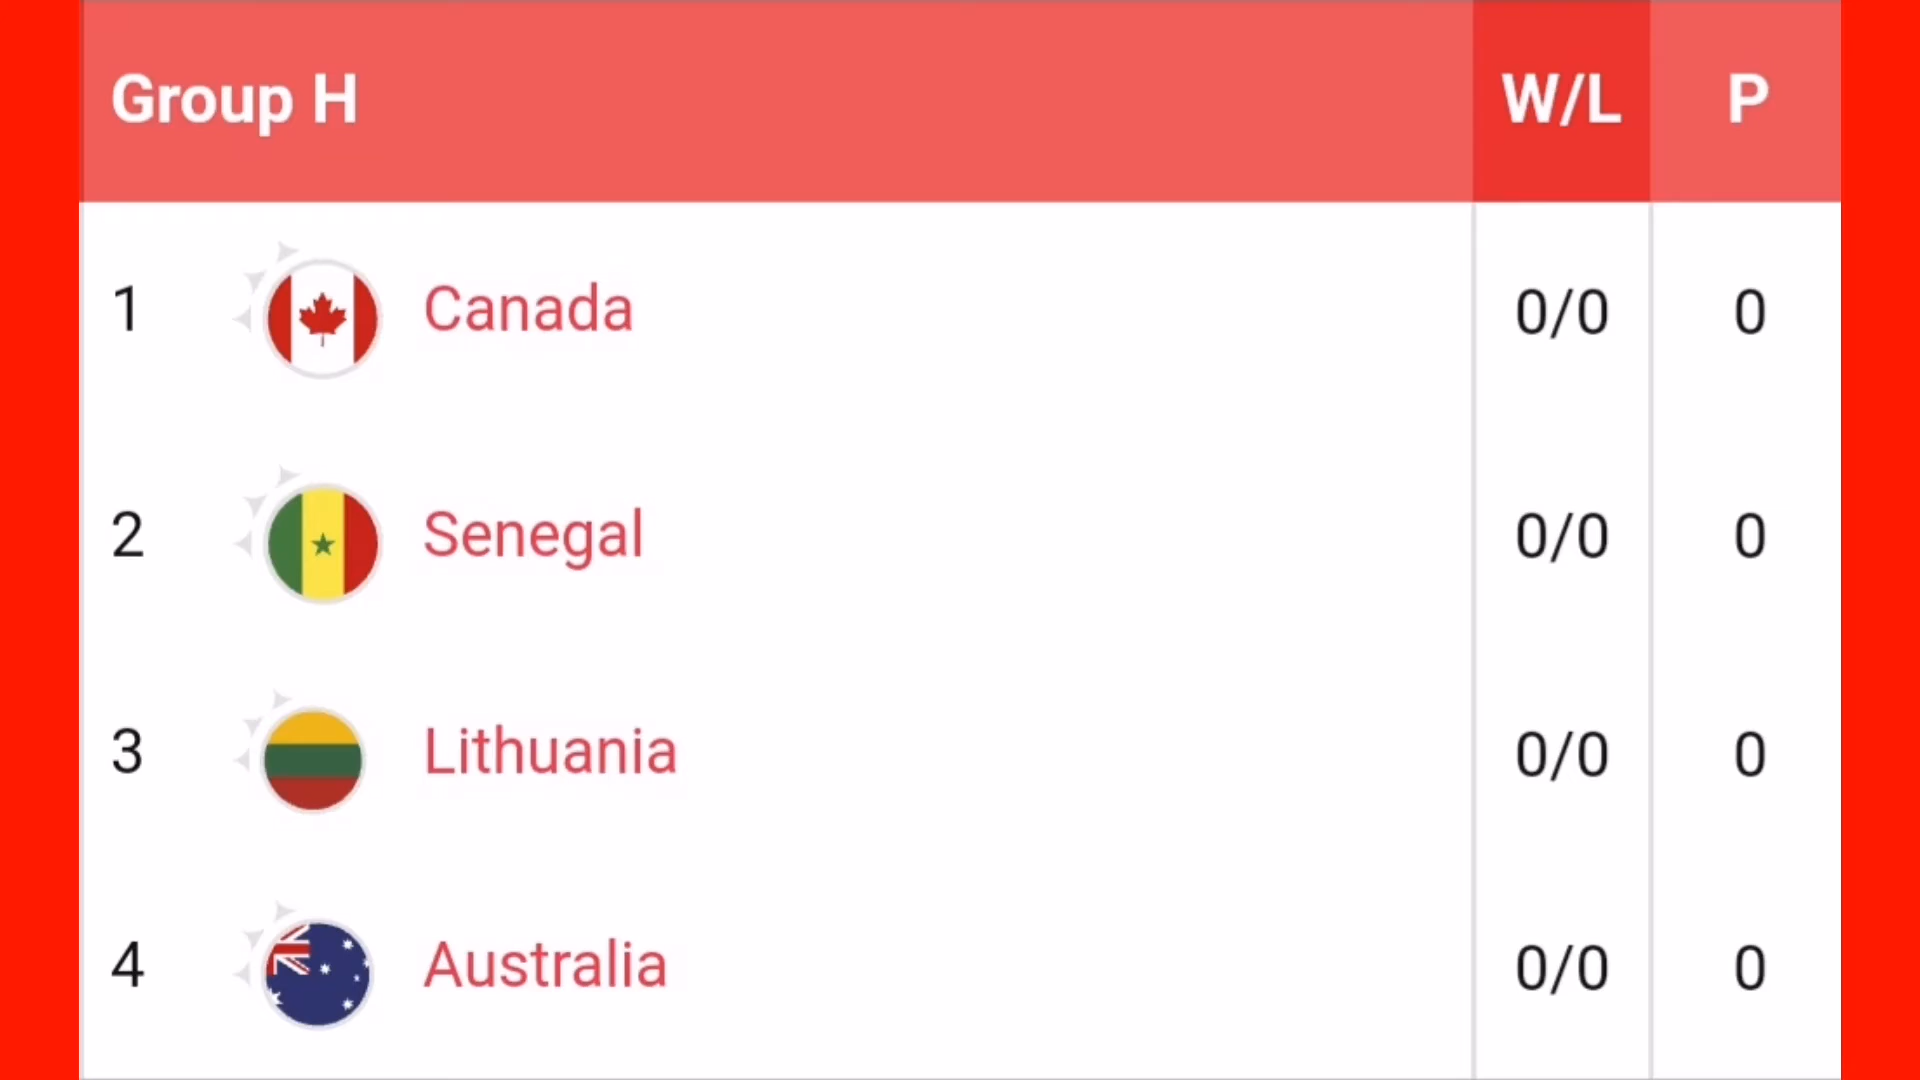 Group H W/L P
1 Canada 0/0 0
2 Senegal 0/0 0
3 Lithuania 0/0 0
4 Australia 0/0 0